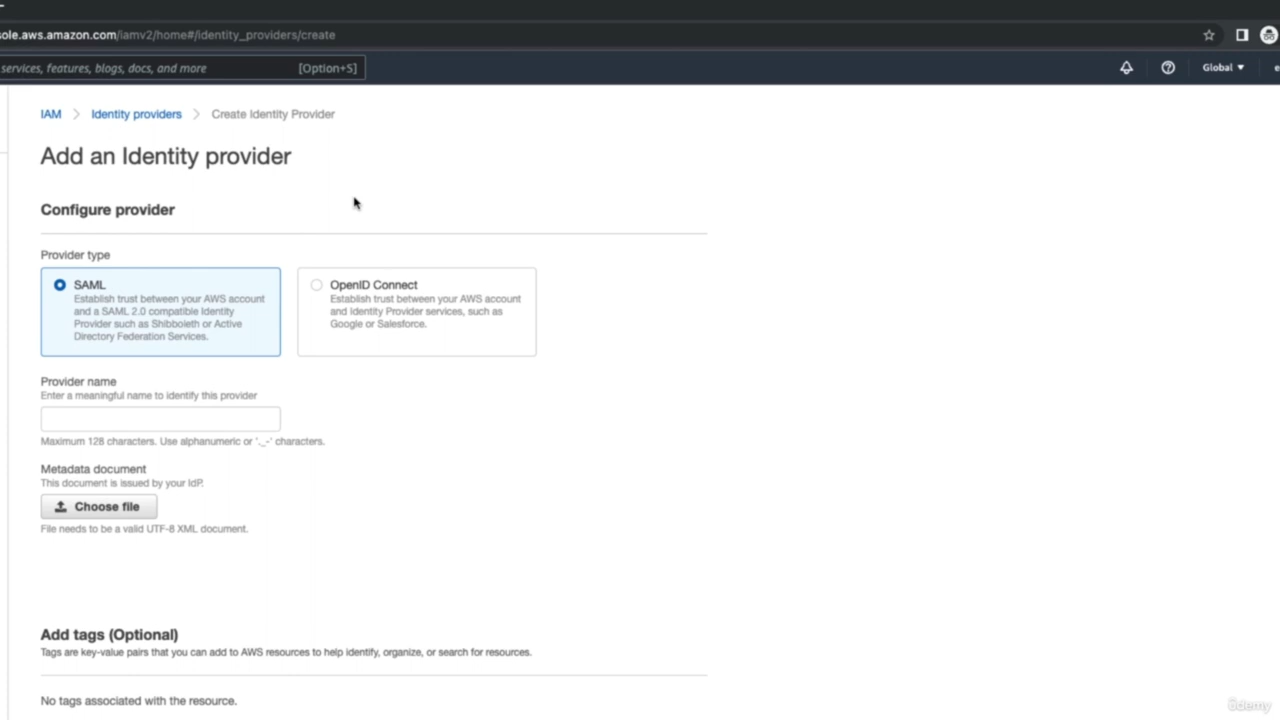 sole.aws.amazon.com/iamv2/home#/identity_providers/create
services, features, blogs, docs, and more [Option+S]
Global
IAM > Identity providers > Create Identity Provider
Add an Identity provider
Configure provider
Provider type
SAML
Establish trust between your AWS account
and a SAML 2.0 compatible Identity
Provider such as Shibboleth or Active
Directory Federation Services.
OpenID Connect
Establish trust between your AWS account
and Identity Provider services, such as
Google or Salesforce.
Provider name
Enter a meaningful name to identify this provider
Maximum 128 characters. Use alphanumeric or '._-' characters.
Metadata document
This document is issued by your IdP.
Choose file
File needs to be a valid UTF-8 XML document.
Add tags (Optional)
Tags are key-value pairs that you can add to AWS resources to help identify, organize, or search for resources.
No tags associated with the resource.
ûdemy